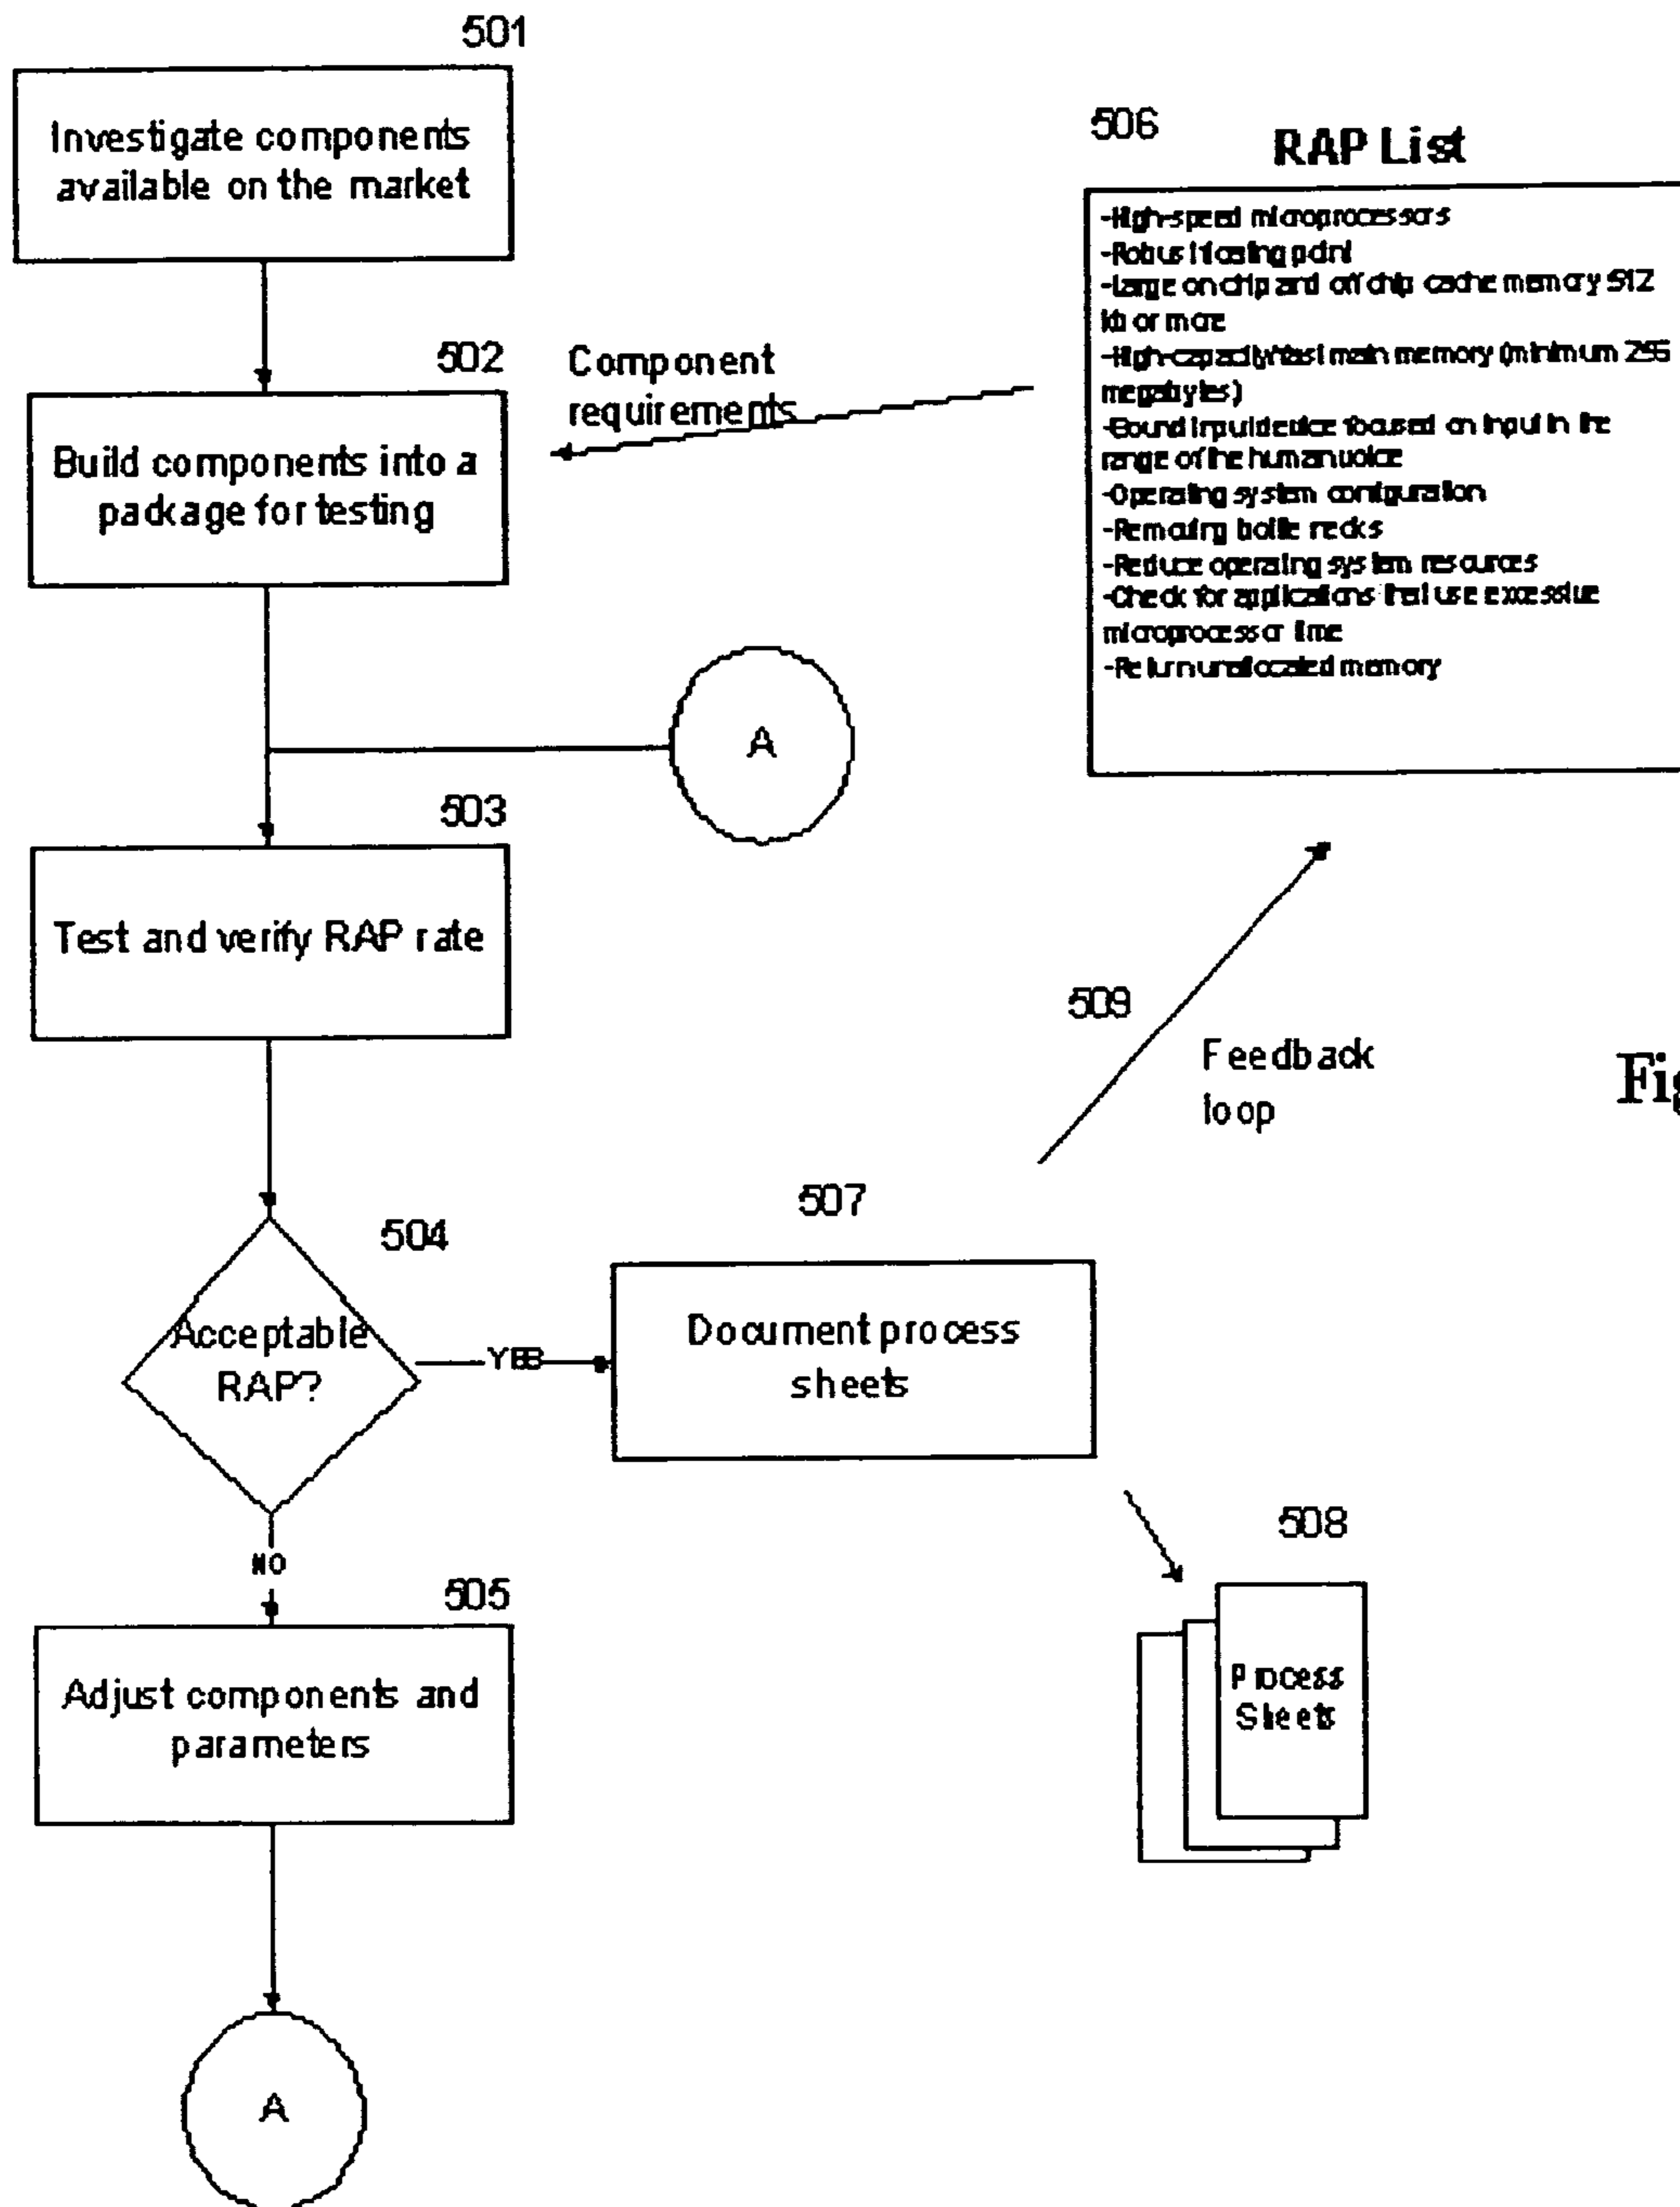 501
Investigate components
available on the market
506
RAP List
-High-speed microprocessors
-Robust floating point
-Large on chip and off chip cache memory 512
kb or more
-High-capacity fast main memory (minimum 256
megabytes)
-Sound input device focused on input in the
range of the human voice
-Operating system configuration
-Removing bottle necks
-Reduce operating system resources
-Check for applications that use excessive
microprocessor time
-Return unallocated memory
502
Component
requirements
Build components into a
package for testing
A
503
Test and verify RAP rate
509
Feedback
loop
Fig
504
Acceptable
RAP?
YES
507
Document process
sheets
NO
508
Process
Sheets
505
Adjust components and
parameters
A